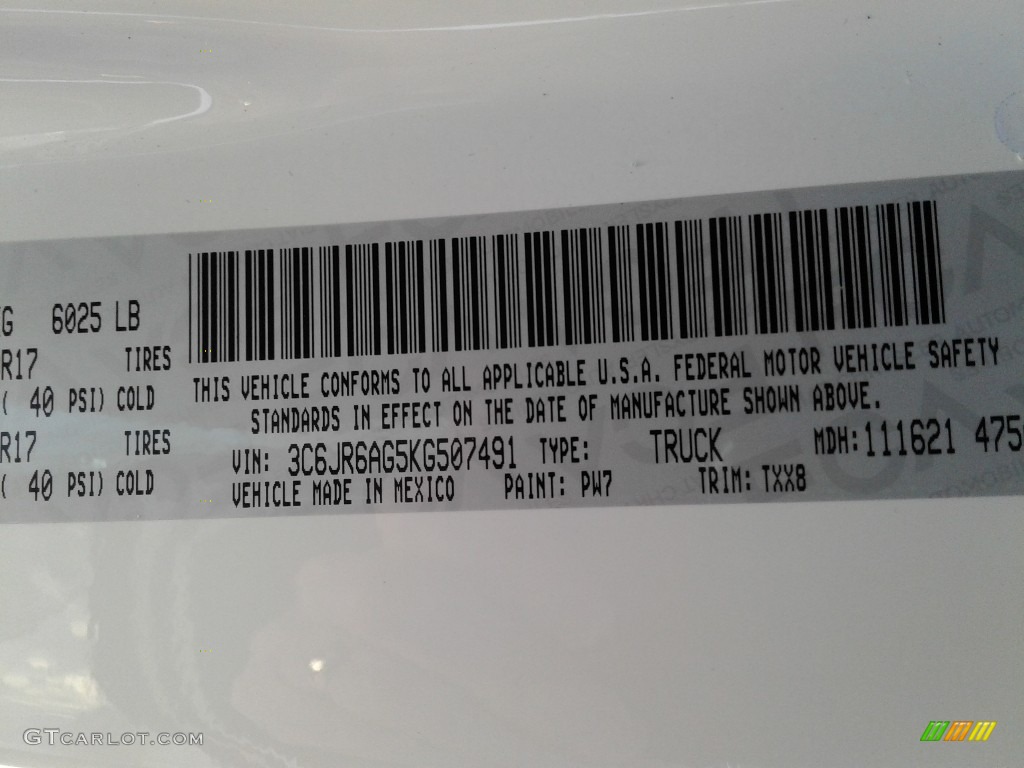 6025 LB
R17 TIRES
( 40 PSI) COLD
R17 TIRES
( 40 PSI) COLD
THIS VEHICLE CONFORMS TO ALL APPLICABLE U.S.A. FEDERAL MOTOR VEHICLE SAFETY
STANDARDS IN EFFECT ON THE DATE OF MANUFACTURE SHOWN ABOVE.
VIN: 3C6JR6AG5KG507491 TYPE: TRUCK MDH: 111621 475
VEHICLE MADE IN MEXICO PAINT: PW7 TRIM: TXX8
GTCARLOT.COM